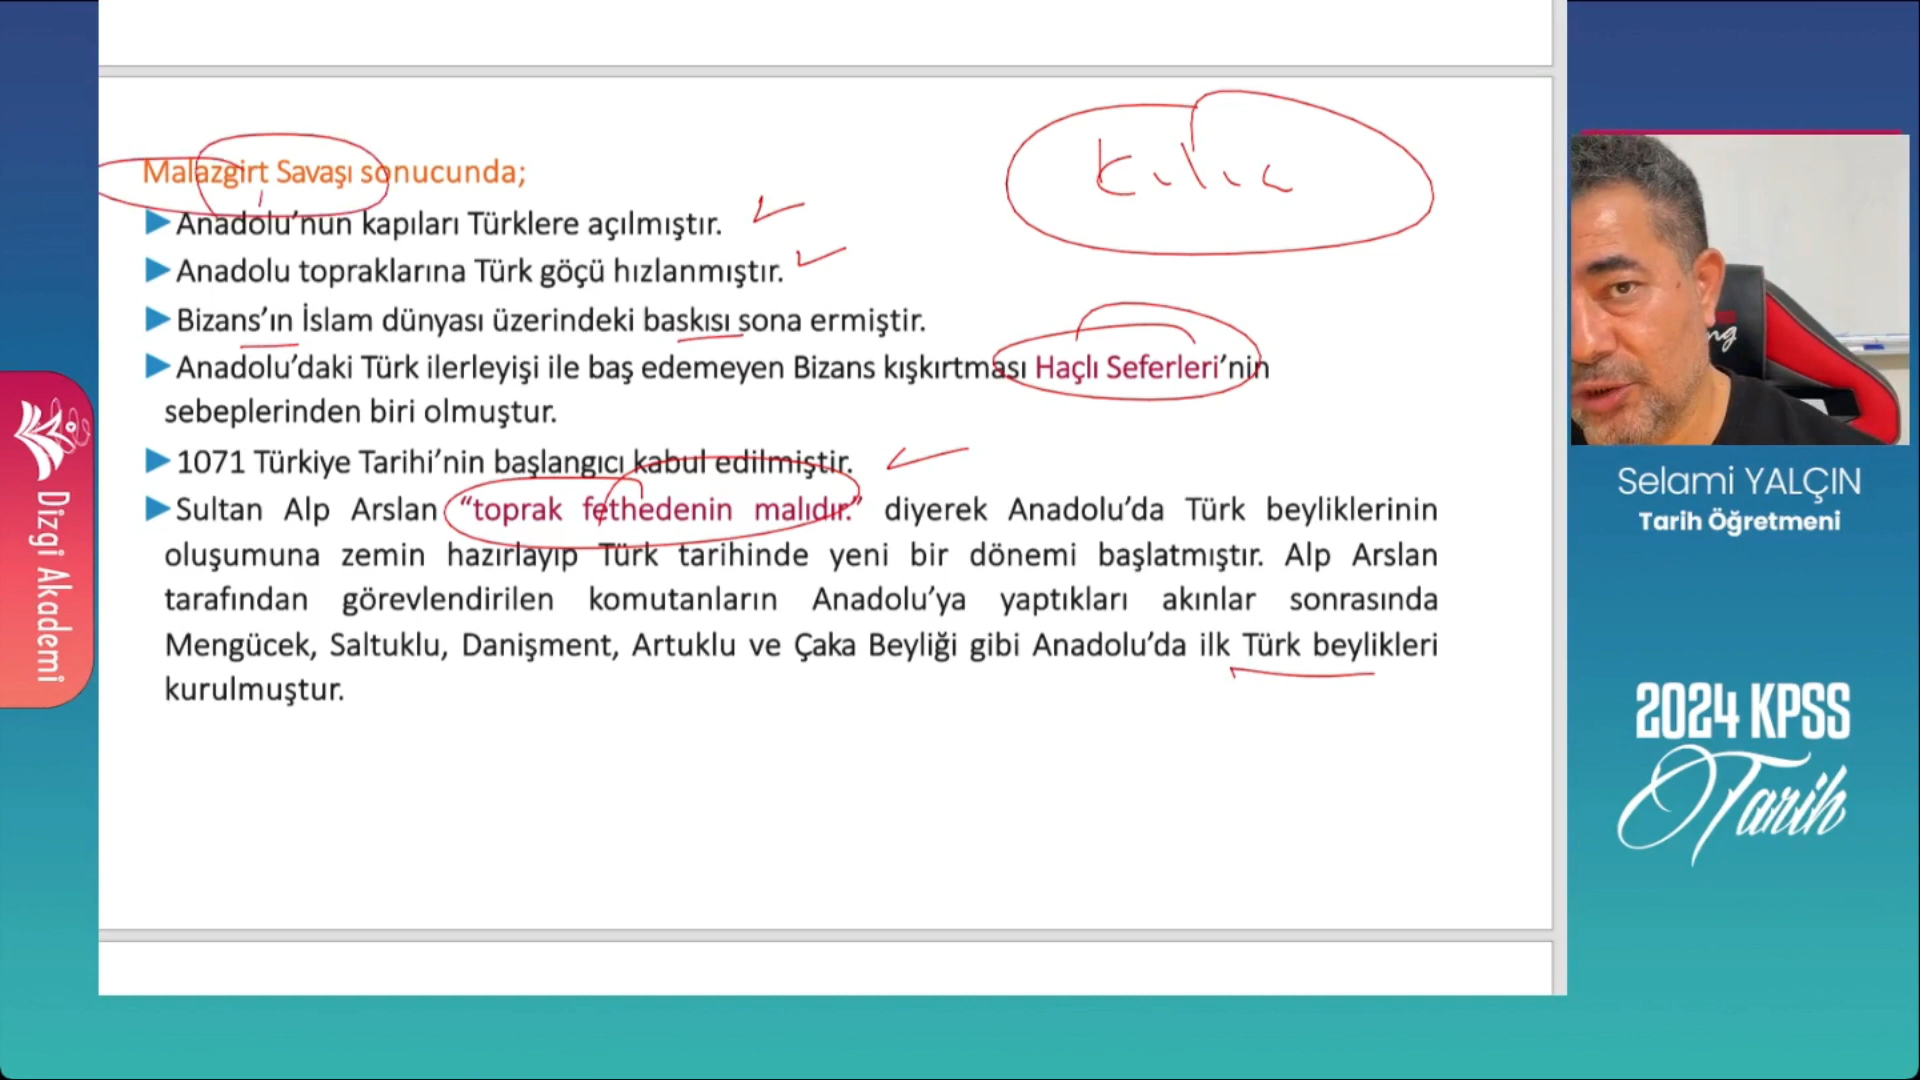 Malazgirt Savaşı sonucunda;
Kılıc
Anadolu'nun kapıları Türklere açılmıştır.
Anadolu topraklarına Türk göçü hızlanmıştır.
Bizans'ın İslam dünyası üzerindeki baskısı sona ermiştir.
Anadolu'daki Türk ilerleyişi ile baş edemeyen Bizans kışkırtması Haçlı Seferleri'nin
sebeplerinden biri olmuştur.
1071 Türkiye Tarihi'nin başlangıcı kabul edilmiştir.
Sultan Alp Arslan “toprak fethedenin malıdır.” diyerek Anadolu'da Türk beyliklerinin
oluşumuna zemin hazırlayıp Türk tarihinde yeni bir dönemi başlatmıştır. Alp Arslan
tarafından görevlendirilen komutanların Anadolu'ya yaptıkları akınlar sonrasında
Mengücek, Saltuklu, Danişment, Artuklu ve Çaka Beyliği gibi Anadolu'da ilk Türk beylikleri
kurulmuştur.
Dizgi Akademi
Selami YALÇIN
Tarih Öğretmeni
2024 KPSS
Tarih